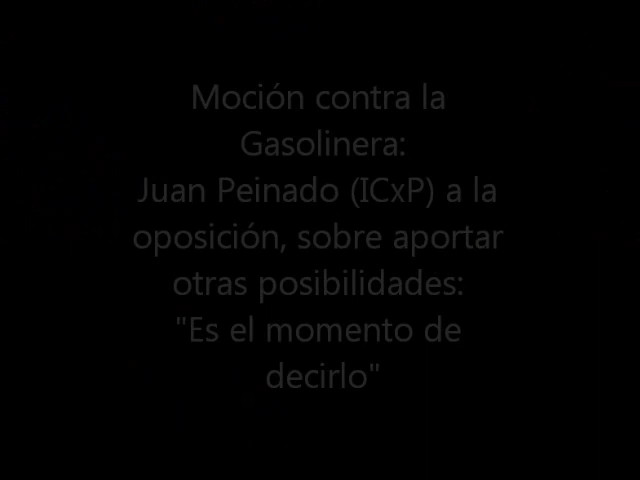 Moción contra la
Gasolinera:
Juan Peinado (ICxP) a la
oposición, sobre aportar
otras posibilidades:
"Es el momento de
decirlo"